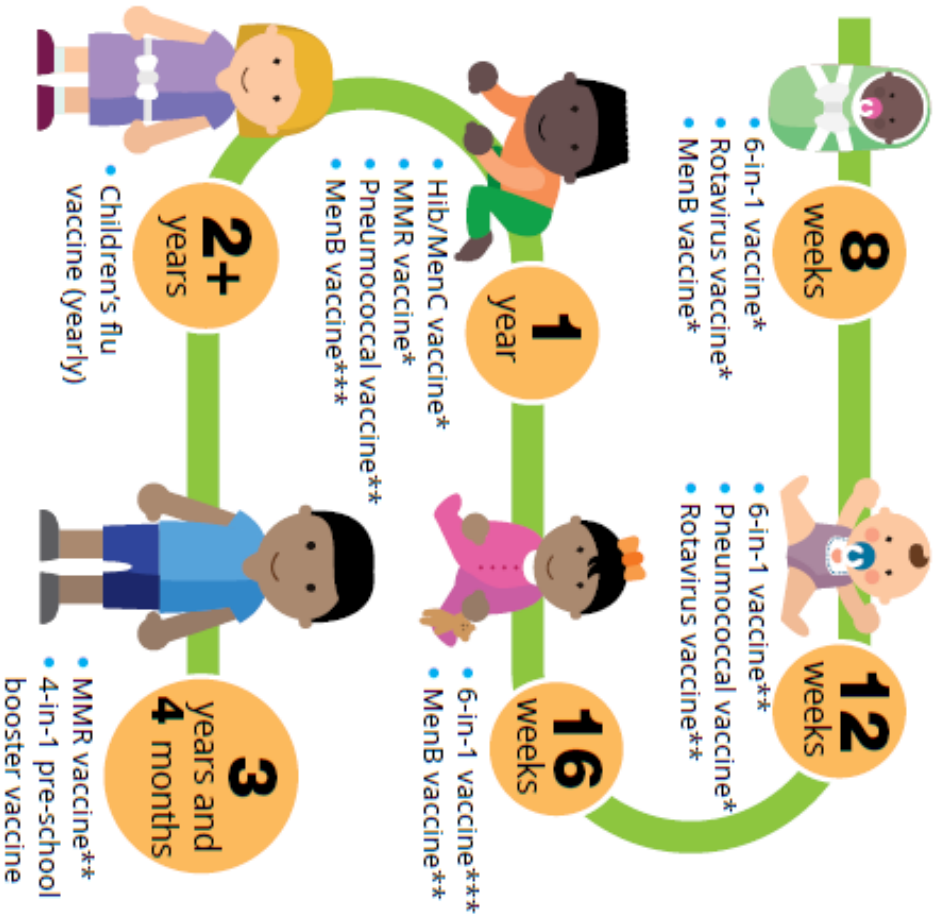 8
weeks
• 6-in-1 vaccine*
• Rotavirus vaccine*
• MenB vaccine*
12
weeks
• 6-in-1 vaccine**
• Pneumococcal vaccine*
• Rotavirus vaccine**
16
weeks
• 6-in-1 vaccine***
• MenB vaccine**
1
year
• Hib/MenC vaccine*
• MMR vaccine*
• Pneumococcal vaccine**
• MenB vaccine***
2+
years
• Children's flu
vaccine (yearly)
3
years and
4 months
• MMR vaccine**
• 4-in-1 pre-school
booster vaccine